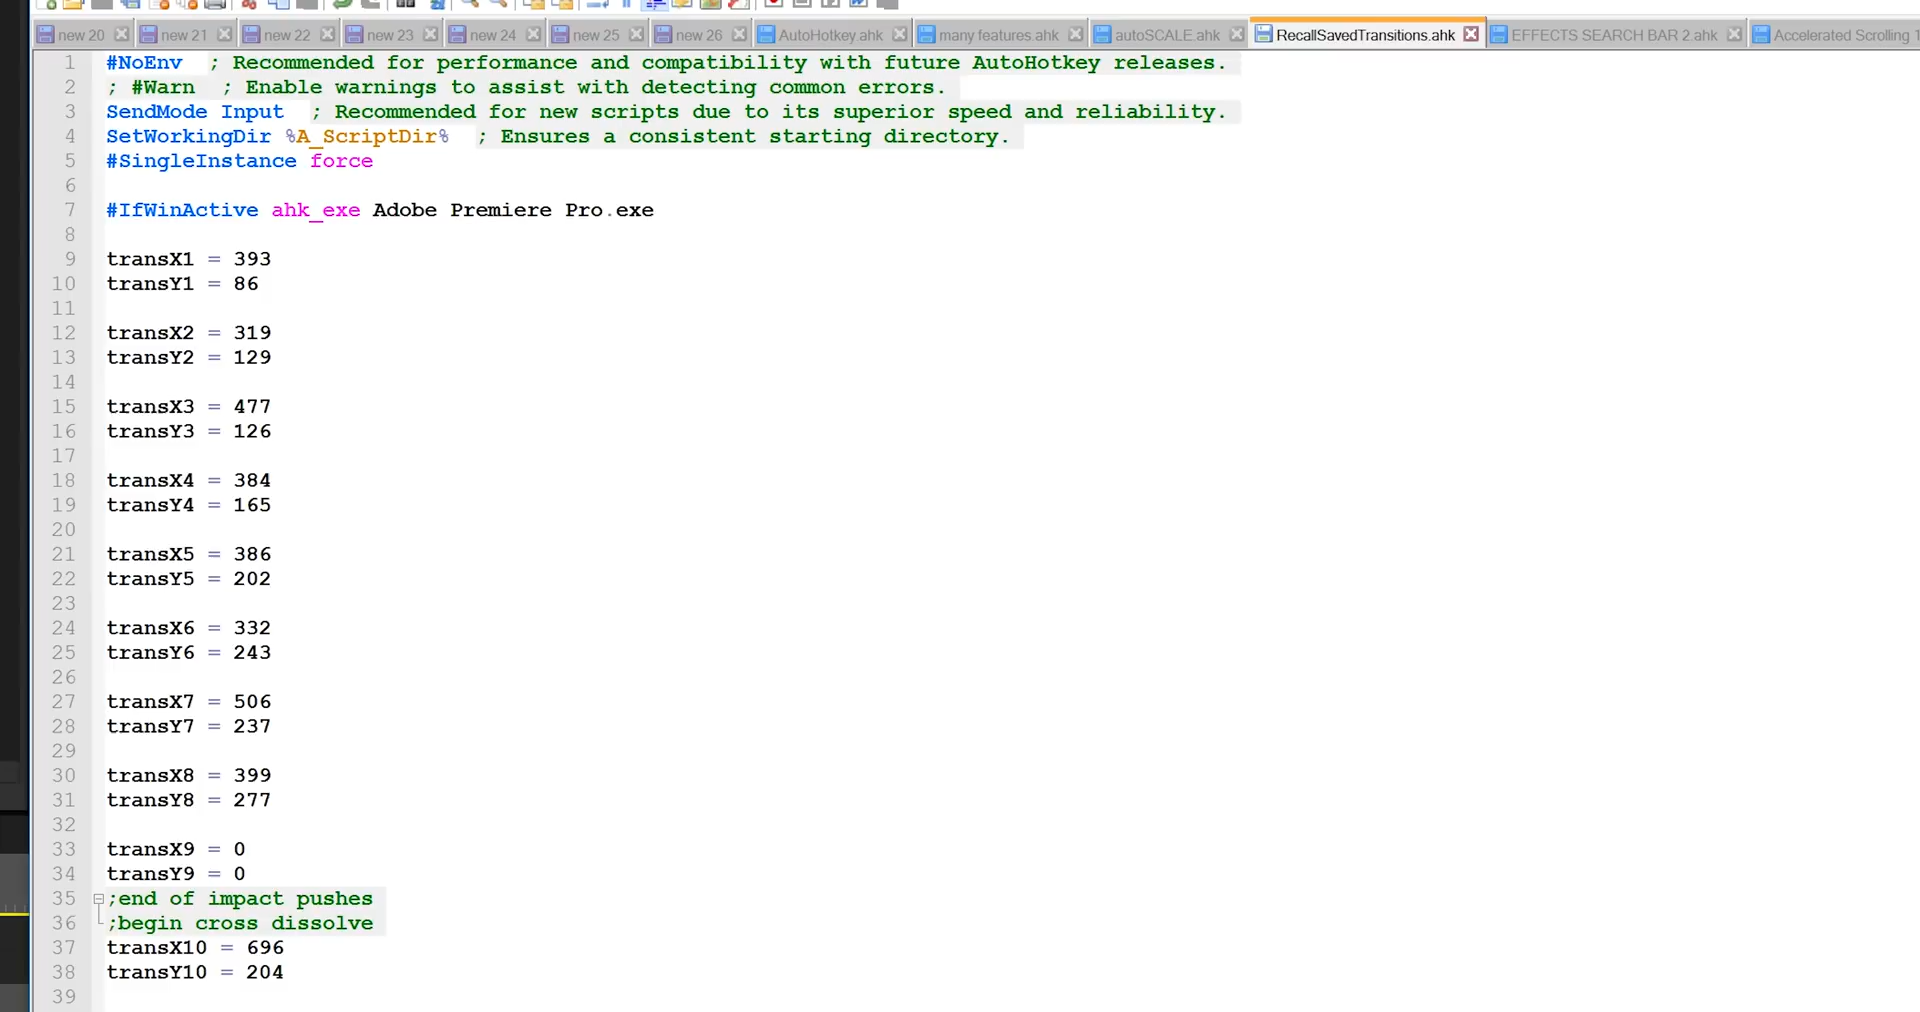 new 20 new 21 new 22 new 23 new 24 new 25 new 26 AutoHotkey.ahk many features.ahk autoSCALE.ahk RecallSavedTransitions.ahk EFFECTS SEARCH BAR 2.ahk Accelerated Scrolling 1
1 #NoEnv  ; Recommended for performance and compatibility with future AutoHotkey releases.
2 ; #Warn  ; Enable warnings to assist with detecting common errors.
3 SendMode Input  ; Recommended for new scripts due to its superior speed and reliability.
4 SetWorkingDir %A_ScriptDir%  ; Ensures a consistent starting directory.
5 #SingleInstance force
6
7 #IfWinActive ahk_exe Adobe Premiere Pro.exe
8
9 transX1 = 393
10 transY1 = 86
11
12 transX2 = 319
13 transY2 = 129
14
15 transX3 = 477
16 transY3 = 126
17
18 transX4 = 384
19 transY4 = 165
20
21 transX5 = 386
22 transY5 = 202
23
24 transX6 = 332
25 transY6 = 243
26
27 transX7 = 506
28 transY7 = 237
29
30 transX8 = 399
31 transY8 = 277
32
33 transX9 = 0
34 transY9 = 0
35 ;end of impact pushes
36 ;begin cross dissolve
37 transX10 = 696
38 transY10 = 204
39